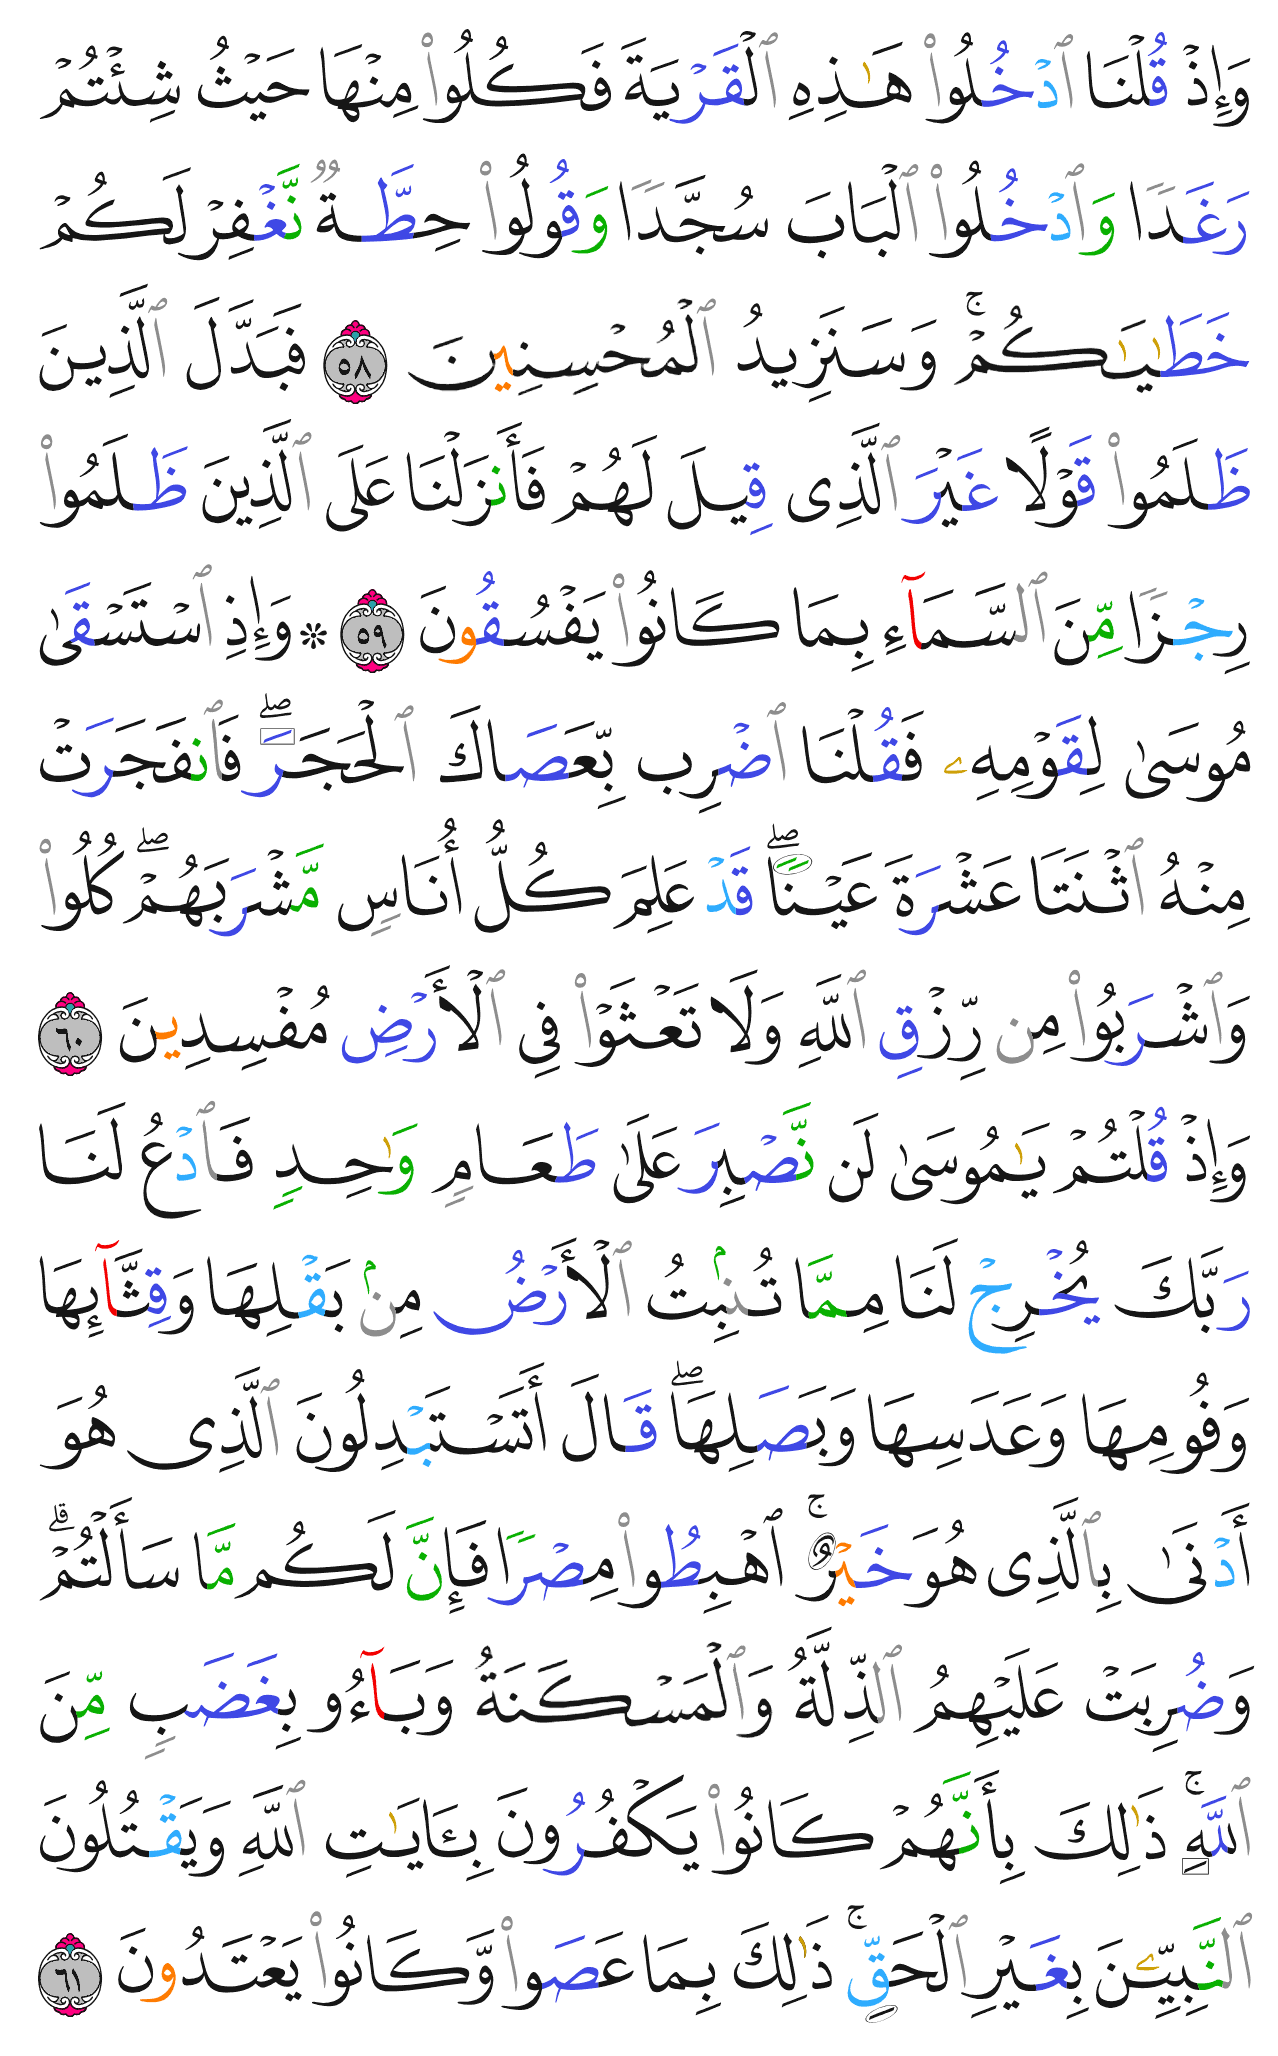 وَإِذْ قُلْنَا ٱدْخُلُوا۟ هَـٰذِهِ ٱلْقَرْيَةَ فَكُلُوا۟ مِنْهَا حَيْثُ شِئْتُمْ
رَغَدًا وَٱدْخُلُوا۟ ٱلْبَابَ سُجَّدًا وَقُولُوا۟ حِطَّةٌ نَّغْفِرْ لَكُمْ
خَطَـٰيَـٰكُمْ ۚ وَسَنَزِيدُ ٱلْمُحْسِنِينَ ٥٨ فَبَدَّلَ ٱلَّذِينَ
ظَلَمُوا۟ قَوْلًا غَيْرَ ٱلَّذِى قِيلَ لَهُمْ فَأَنزَلْنَا عَلَى ٱلَّذِينَ ظَلَمُوا۟
رِجْزًا مِّنَ ٱلسَّمَآءِ بِمَا كَانُوا۟ يَفْسُقُونَ ٥٩ ۞ وَإِذِ ٱسْتَسْقَىٰ
مُوسَىٰ لِقَوْمِهِۦ فَقُلْنَا ٱضْرِب بِّعَصَاكَ ٱلْحَجَرَ ۖ فَٱنفَجَرَتْ
مِنْهُ ٱثْنَتَا عَشْرَةَ عَيْنًا ۖ قَدْ عَلِمَ كُلُّ أُنَاسٍ مَّشْرَبَهُمْ ۖ كُلُوا۟
وَٱشْرَبُوا۟ مِن رِّزْقِ ٱللَّهِ وَلَا تَعْثَوْا۟ فِى ٱلْأَرْضِ مُفْسِدِينَ ٦٠
وَإِذْ قُلْتُمْ يَـٰمُوسَىٰ لَن نَّصْبِرَ عَلَىٰ طَعَامٍ وَٰحِدٍ فَٱدْعُ لَنَا
رَبَّكَ يُخْرِجْ لَنَا مِمَّا تُنۢبِتُ ٱلْأَرْضُ مِنۢ بَقْلِهَا وَقِثَّآئِهَا
وَفُومِهَا وَعَدَسِهَا وَبَصَلِهَا ۖ قَالَ أَتَسْتَبْدِلُونَ ٱلَّذِى هُوَ
أَدْنَىٰ بِٱلَّذِى هُوَ خَيْرٌ ۚ ٱهْبِطُوا۟ مِصْرًا فَإِنَّ لَكُم مَّا سَأَلْتُمْ ۗ
وَضُرِبَتْ عَلَيْهِمُ ٱلذِّلَّةُ وَٱلْمَسْكَنَةُ وَبَآءُو بِغَضَبٍ مِّنَ
ٱللَّهِ ۚ ذَٰلِكَ بِأَنَّهُمْ كَانُوا۟ يَكْفُرُونَ بِـَٔايَـٰتِ ٱللَّهِ وَيَقْتُلُونَ
ٱلنَّبِيِّـۧنَ بِغَيْرِ ٱلْحَقِّ ۚ ذَٰلِكَ بِمَا عَصَوا۟ وَّكَانُوا۟ يَعْتَدُونَ ٦١